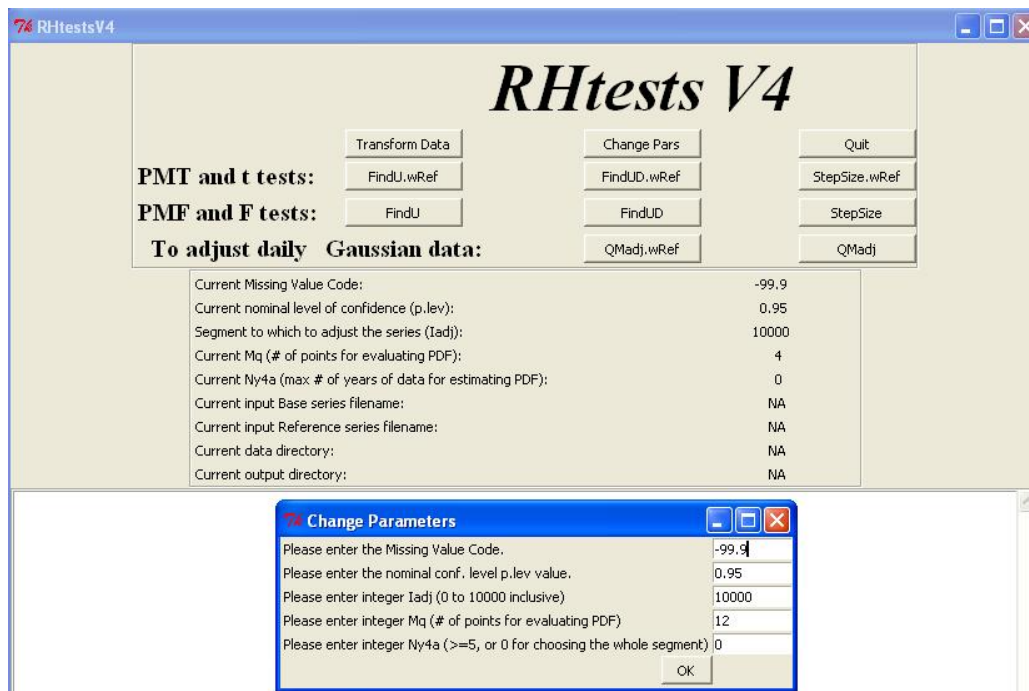 RHtestsV4
RHtests V4
Transform Data Change Pars Quit
PMT and t tests: FindU.wRef FindUD.wRef StepSize.wRef
PMF and F tests: FindU FindUD StepSize
To adjust daily Gaussian data: QMadj.wRef QMadj
Current Missing Value Code: -99.9
Current nominal level of confidence (p.lev): 0.95
Segment to which to adjust the series (Iadj): 10000
Current Mq (# of points for evaluating PDF): 4
Current Ny4a (max # of years of data for estimating PDF): 0
Current input Base series filename: NA
Current input Reference series filename: NA
Current data directory: NA
Current output directory: NA
Change Parameters
Please enter the Missing Value Code. -99.9
Please enter the nominal conf. level p.lev value. 0.95
Please enter integer Iadj (0 to 10000 inclusive) 10000
Please enter integer Mq (# of points for evaluating PDF) 12
Please enter integer Ny4a (>=5, or 0 for choosing the whole segment) 0
OK